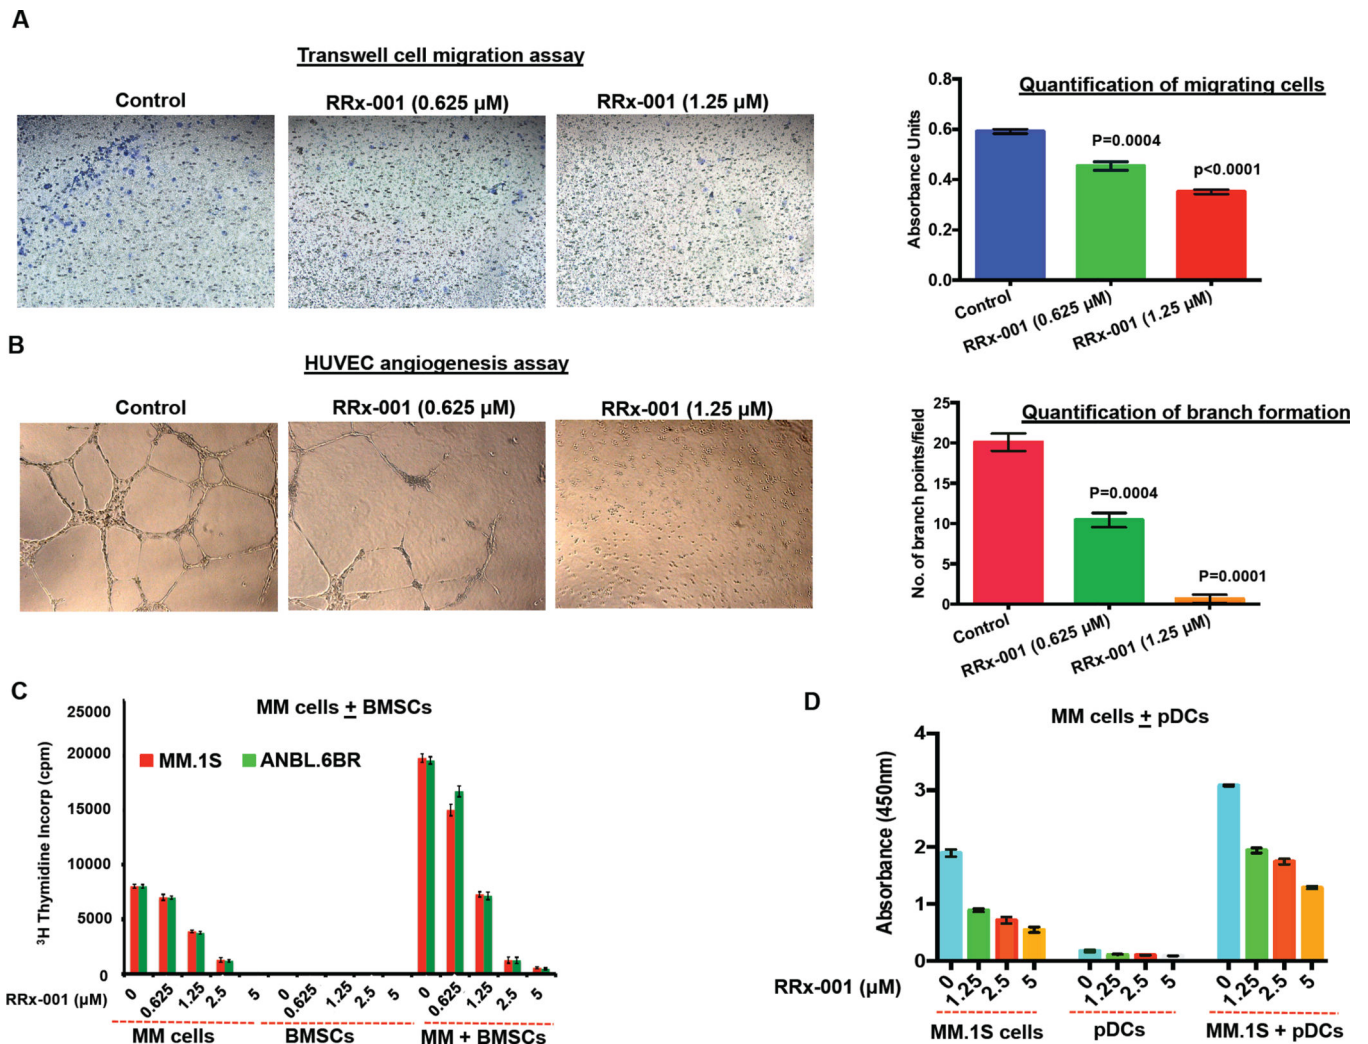 A
Transwell cell migration assay
Control
RRx-001 (0.625 µM)
RRx-001 (1.25 µM)
Quantification of migrating cells
Absorbance Units
0.8
0.6
0.4
0.2
0.0
P=0.0004
p<0.0001
Control
RRx-001 (0.625 µM)
RRx-001 (1.25 µM)
B
HUVEC angiogenesis assay
Control
RRx-001 (0.625 µM)
RRx-001 (1.25 µM)
Quantification of branch formation
No. of branch points/field
25
20
15
10
5
0
P=0.0004
P=0.0001
Control
RRx-001 (0.625 µM)
RRx-001 (1.25 µM)
C
MM cells ± BMSCs
MM.1S
ANBL.6BR
³H Thymidine Incorp (cpm)
25000
20000
15000
10000
5000
0
RRx-001 (µM)
0 0.625 1.25 2.5 5
0 0.625 1.25 2.5 5
0 0.625 1.25 2.5 5
MM cells
BMSCs
MM + BMSCs
D
MM cells ± pDCs
Absorbance (450nm)
4
3
2
1
0
RRx-001 (µM)
0 1.25 2.5 5
0 1.25 2.5 5
0 1.25 2.5 5
MM.1S cells
pDCs
MM.1S + pDCs